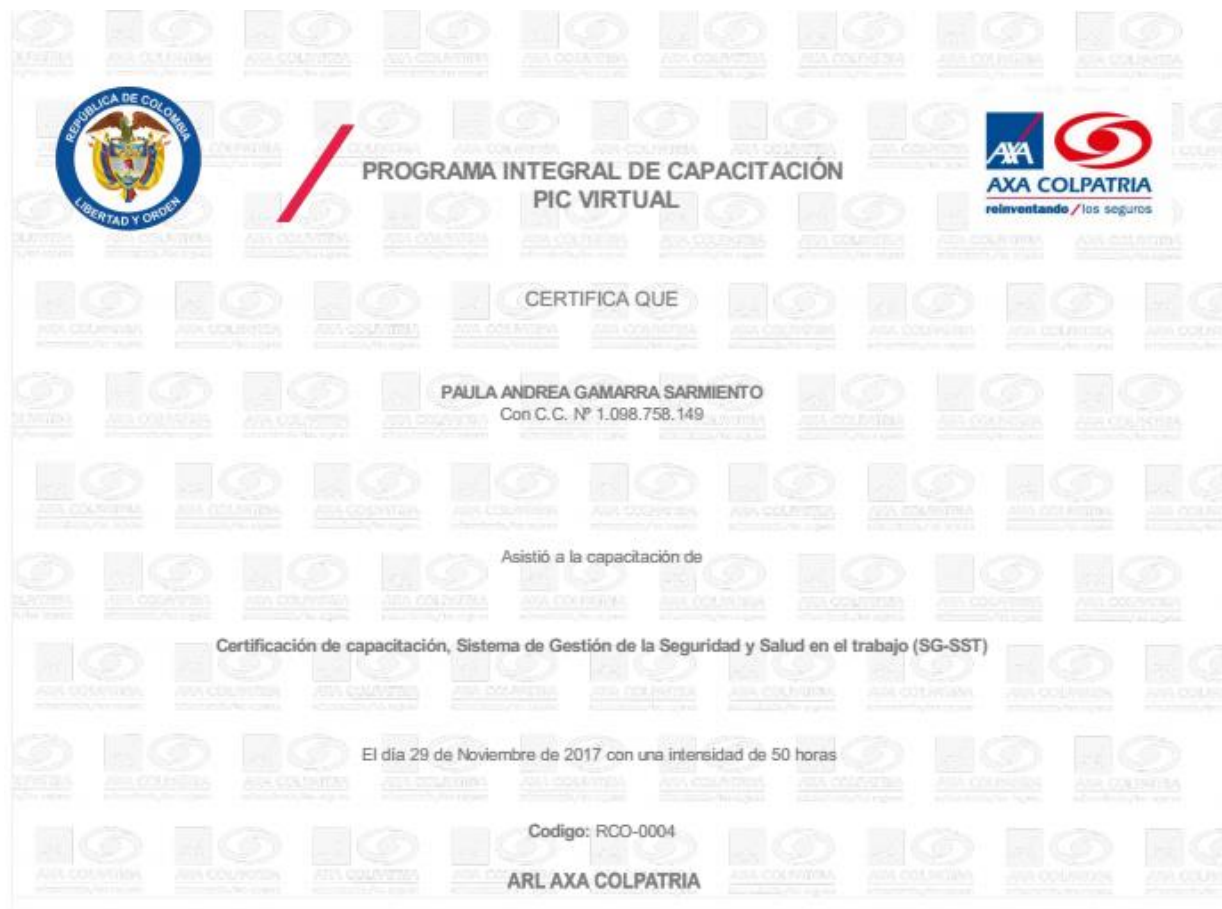 REPÚBLICA DE COLOMBIA
LIBERTAD Y ORDEN
PROGRAMA INTEGRAL DE CAPACITACIÓN
PIC VIRTUAL
AXA
AXA COLPATRIA
reinventando / los seguros
CERTIFICA QUE
PAULA ANDREA GAMARRA SARMIENTO
Con C.C. Nº 1.098.758.149
Asistió a la capacitación de
Certificación de capacitación, Sistema de Gestión de la Seguridad y Salud en el trabajo (SG-SST)
El día 29 de Noviembre de 2017 con una intensidad de 50 horas
Codigo: RCO-0004
ARL AXA COLPATRIA